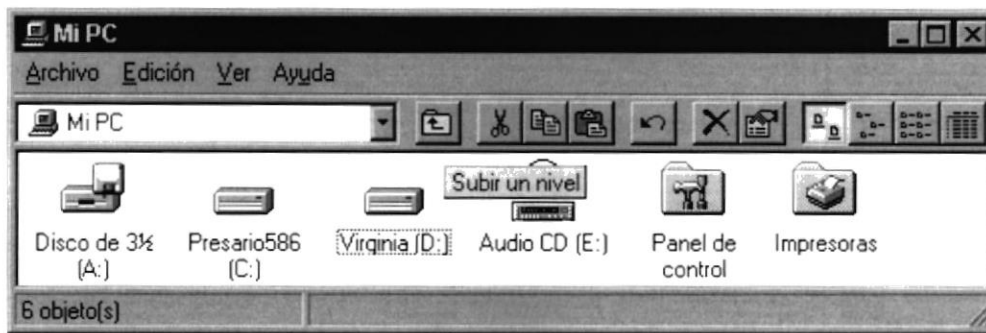 Mi PC
Archivo Edición Ver Ayuda
Mi PC
Subir un nivel
Disco de 3½ (A:)
Presario586 (C:)
Virginia (D:)
Audio CD (E:)
Panel de control
Impresoras
6 objeto(s)